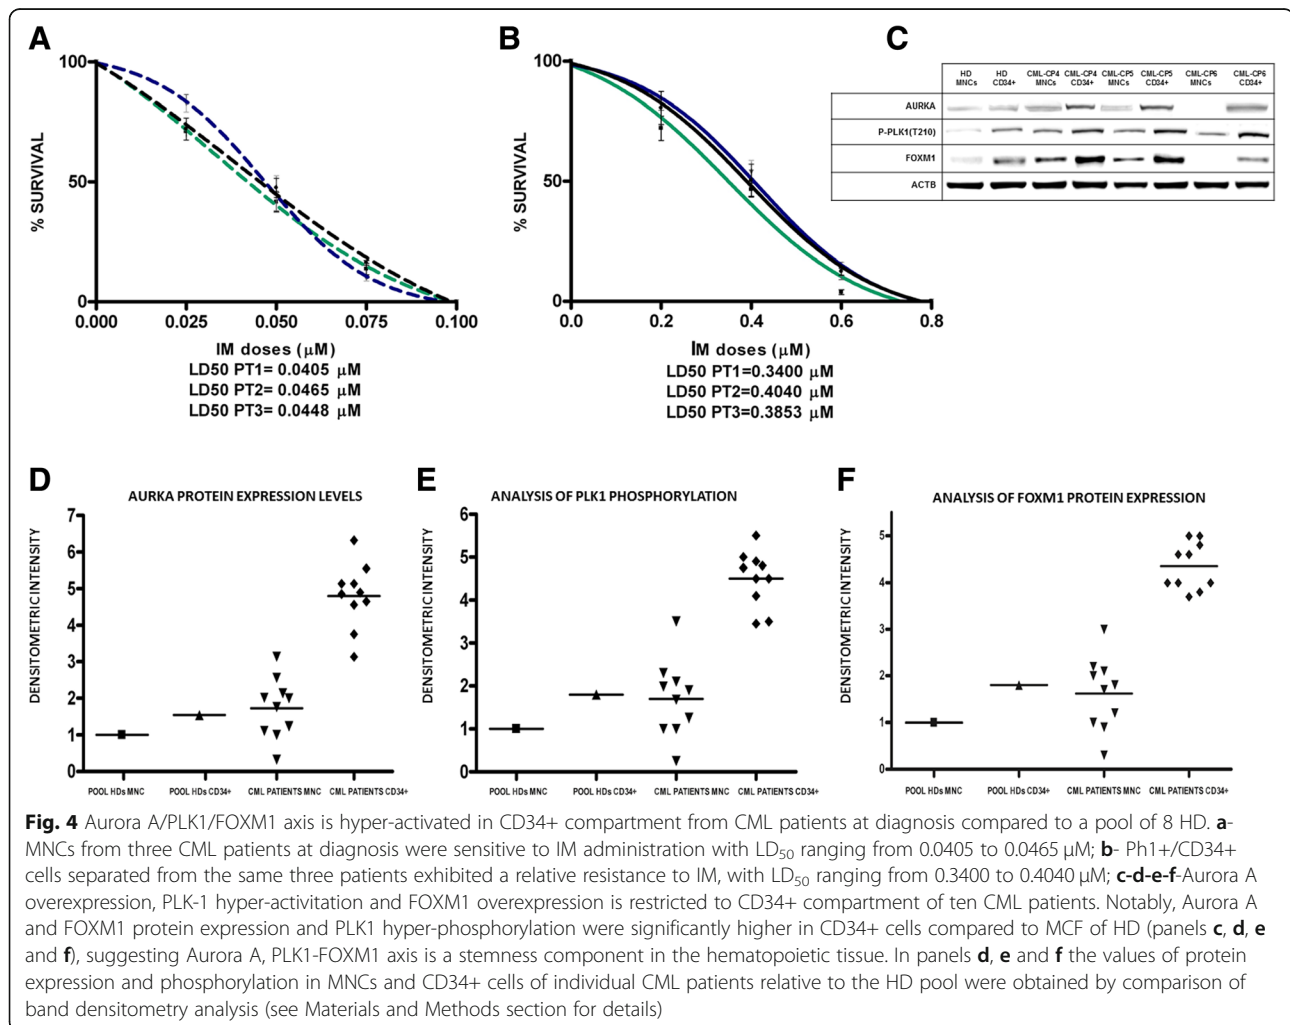 A
100
50
0
% SURVIVAL
0.000 0.025 0.050 0.075 0.100
IM doses (μM)
LD50 PT1= 0.0405 μM
LD50 PT2= 0.0465 μM
LD50 PT3= 0.0448 μM
B
100
50
0
% SURVIVAL
0.0 0.2 0.4 0.6 0.8
IM doses (μM)
LD50 PT1=0.3400 μM
LD50 PT2=0.4040 μM
LD50 PT3=0.3853 μM
C
HD MNCs HD CD34+ CML-CP4 MNCs CML-CP4 CD34+ CML-CP5 MNCs CML-CP5 CD34+ CML-CP6 MNCs CML-CP6 CD34+
AURKA
P-PLK1(T210)
FOXM1
ACTB
D
AURKA PROTEIN EXPRESSION LEVELS
DENSITOMETRIC INTENSITY
7
6
5
4
3
2
1
0
POOL HDs MNC POOL HDs CD34+ CML PATIENTS MNC CML PATIENTS CD34+
E
ANALYSIS OF PLK1 PHOSPHORYLATION
DENSITOMETRIC INTENSITY
6
5
4
3
2
1
0
POOL HDs MNC POOL HDs CD34+ CML PATIENTS MNC CML PATIENTS CD34+
F
ANALYSIS OF FOXM1 PROTEIN EXPRESSION
DENSITOMETRIC INTENSITY
5
4
3
2
1
0
POOL HDs MNC POOL HDs CD34+ CML PATIENTS MNC CML PATIENTS CD34+
Fig. 4 Aurora A/PLK1/FOXM1 axis is hyper-activated in CD34+ compartment from CML patients at diagnosis compared to a pool of 8 HD. a-
MNCs from three CML patients at diagnosis were sensitive to IM administration with LD50 ranging from 0.0405 to 0.0465 μM; b- Ph1+/CD34+
cells separated from the same three patients exhibited a relative resistance to IM, with LD50 ranging from 0.3400 to 0.4040 μM; c-d-e-f-Aurora A
overexpression, PLK-1 hyper-activitation and FOXM1 overexpression is restricted to CD34+ compartment of ten CML patients. Notably, Aurora A
and FOXM1 protein expression and PLK1 hyper-phosphorylation were significantly higher in CD34+ cells compared to MCF of HD (panels c, d, e
and f), suggesting Aurora A, PLK1-FOXM1 axis is a stemness component in the hematopoietic tissue. In panels d, e and f the values of protein
expression and phosphorylation in MNCs and CD34+ cells of individual CML patients relative to the HD pool were obtained by comparison of
band densitometry analysis (see Materials and Methods section for details)